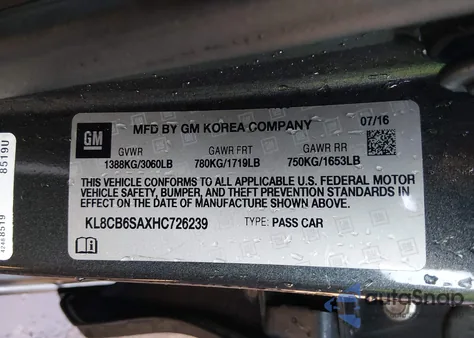 GM
MFD BY GM KOREA COMPANY
07/16
GVWR GAWR FRT GAWR RR
1388KG/3060LB 780KG/1719LB 750KG/1653LB
THIS VEHICLE CONFORMS TO ALL APPLICABLE U.S. FEDERAL MOTOR
VEHICLE SAFETY, BUMPER, AND THEFT PREVENTION STANDARDS IN
EFFECT ON THE DATE OF MANUFACTURE SHOWN ABOVE.
KL8CB6SAXHC726239 TYPE: PASS CAR
8519U
42468519
autoSnap